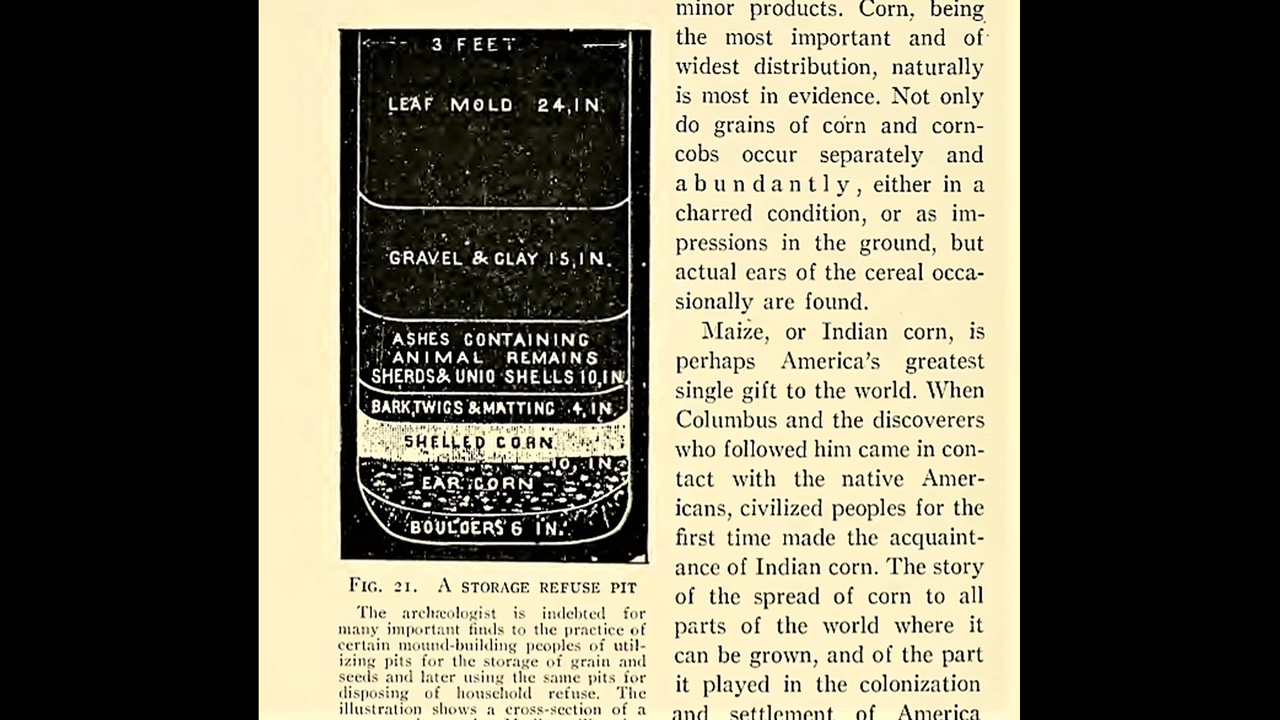 3 FEET
LEAF MOLD 24,IN.
GRAVEL & CLAY 15,IN.
ASHES CONTAINING
ANIMAL REMAINS
SHERDS & UNIO SHELLS 10,IN
BARK,TWIGS & MATTING 4, IN.
SHELLED CORN
10, IN.
EAR CORN
BOULDERS 6 IN.
FIG. 21. A STORAGE REFUSE PIT
The archæologist is indebted for
many important finds to the practice of
certain mound-building peoples of util-
izing pits for the storage of grain and
seeds and later using the same pits for
disposing of household refuse. The
illustration shows a cross-section of a
minor products. Corn, being
the most important and of
widest distribution, naturally
is most in evidence. Not only
do grains of corn and corn-
cobs occur separately and
abundantly, either in a
charred condition, or as im-
pressions in the ground, but
actual ears of the cereal occa-
sionally are found.
Maize, or Indian corn, is
perhaps America's greatest
single gift to the world. When
Columbus and the discoverers
who followed him came in con-
tact with the native Amer-
icans, civilized peoples for the
first time made the acquaint-
ance of Indian corn. The story
of the spread of corn to all
parts of the world where it
can be grown, and of the part
it played in the colonization
and settlement of America